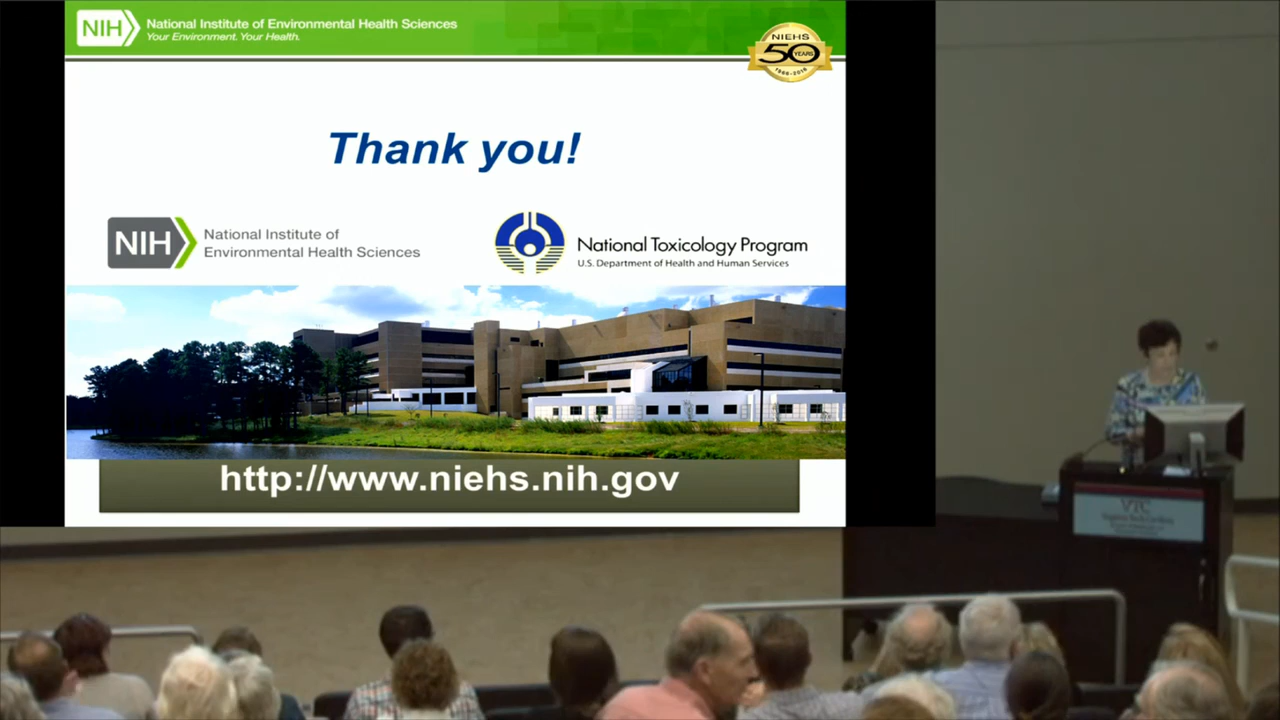 NIH
National Institute of Environmental Health Sciences
Your Environment. Your Health.
NIEHS
50
YEARS
1966-2016
Thank you!
NIH
National Institute of
Environmental Health Sciences
National Toxicology Program
U.S. Department of Health and Human Services
http://www.niehs.nih.gov
VTC